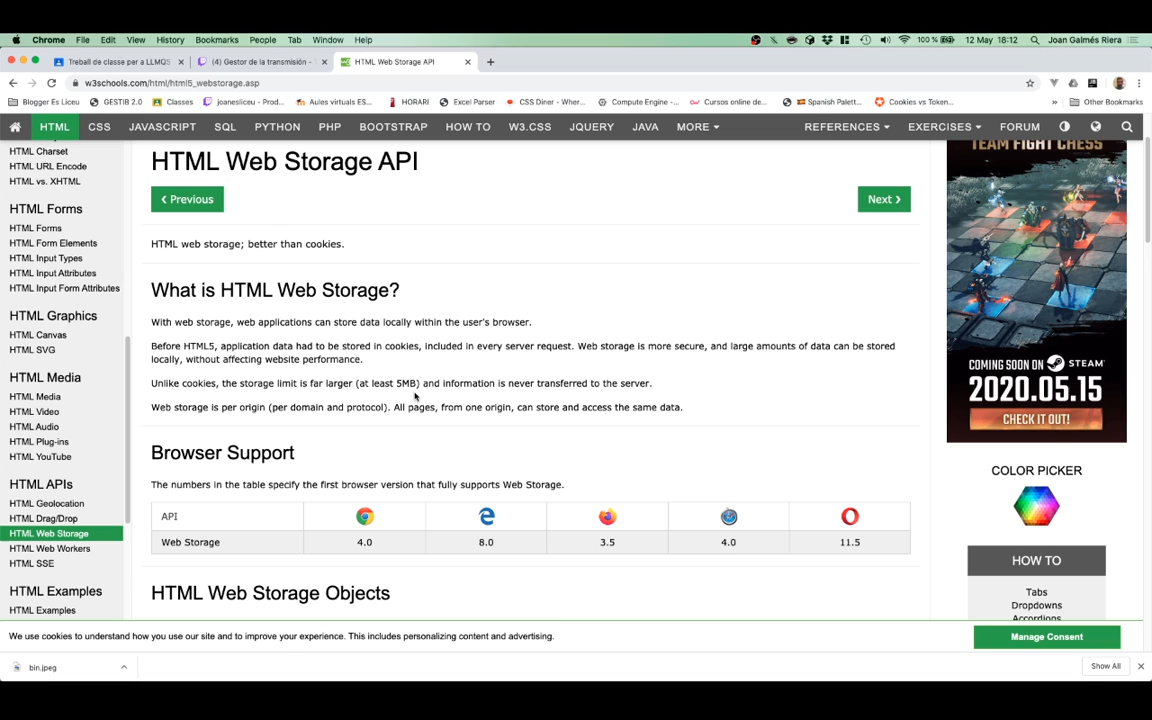 Chrome File Edit View History Bookmarks People Tab Window Help 100 % 12 May 18:12 Joan Galmés Riera
Treball de classe per a LLMQS (4) Gestor de la transmisión - HTML Web Storage API
w3schools.com/html/html5_webstorage.asp
Blogger Es Liceu GESTIB 2.0 Classes joanesliceu - Prod... Aules virtuals ES... HORARI Excel Parser CSS Diner - Wher... Compute Engine -... Cursos online de... Spanish Palett... Cookies vs Token... » Other Bookmarks
HTML CSS JAVASCRIPT SQL PYTHON PHP BOOTSTRAP HOW TO W3.CSS JQUERY JAVA MORE REFERENCES EXERCISES FORUM
HTML Charset
HTML URL Encode
HTML vs. XHTML
HTML Forms
HTML Forms
HTML Form Elements
HTML Input Types
HTML Input Attributes
HTML Input Form Attributes
HTML Graphics
HTML Canvas
HTML SVG
HTML Media
HTML Media
HTML Video
HTML Audio
HTML Plug-ins
HTML YouTube
HTML APIs
HTML Geolocation
HTML Drag/Drop
HTML Web Storage
HTML Web Workers
HTML SSE
HTML Examples
HTML Examples
HTML Web Storage API
❮ Previous Next ❯
HTML web storage; better than cookies.
What is HTML Web Storage?
With web storage, web applications can store data locally within the user's browser.
Before HTML5, application data had to be stored in cookies, included in every server request. Web storage is more secure, and large amounts of data can be stored
locally, without affecting website performance.
Unlike cookies, the storage limit is far larger (at least 5MB) and information is never transferred to the server.
Web storage is per origin (per domain and protocol). All pages, from one origin, can store and access the same data.
Browser Support
The numbers in the table specify the first browser version that fully supports Web Storage.
API
Web Storage 4.0 8.0 3.5 4.0 11.5
HTML Web Storage Objects
TEAM FIGHT CHESS
COMING SOON ON STEAM
2020.05.15
CHECK IT OUT!
COLOR PICKER
HOW TO
Tabs
Dropdowns
Accordions
We use cookies to understand how you use our site and to improve your experience. This includes personalizing content and advertising.
Manage Consent
bin.jpeg Show All